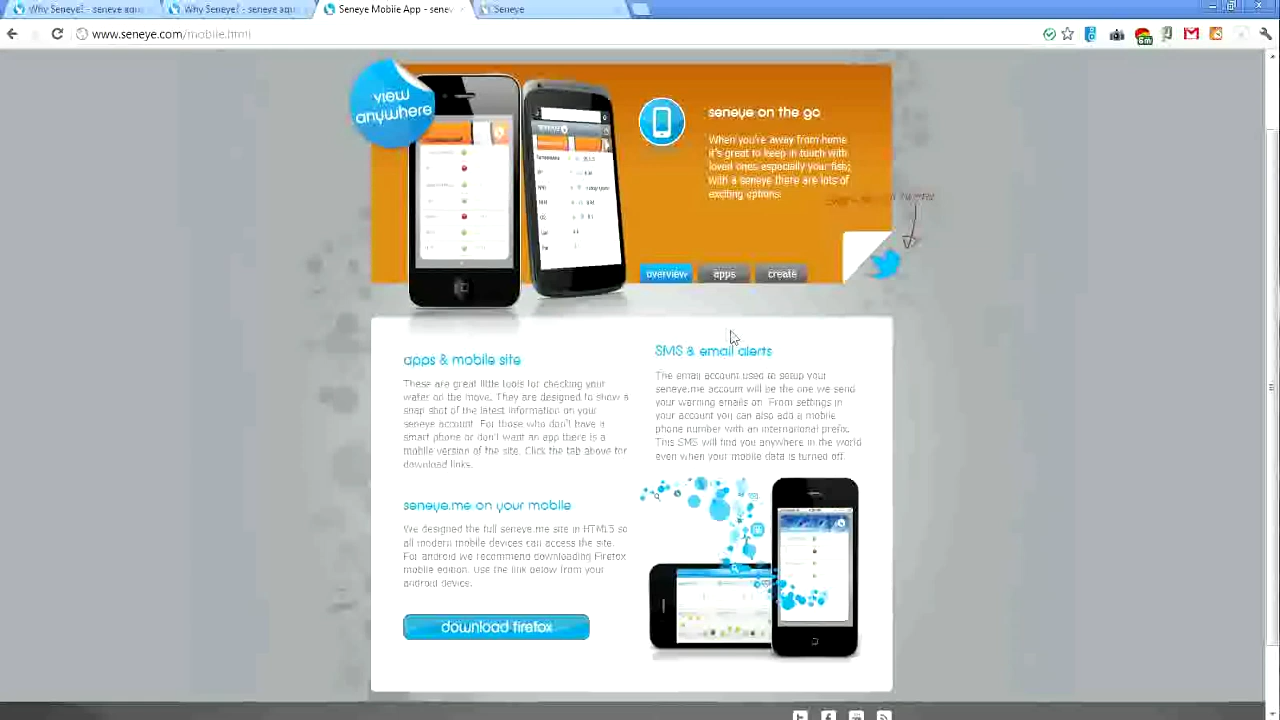 Why Seneye? - seneye aqu
Why Seneye? - seneye aqu
Seneye Mobile App - sene
Seneye
www.seneye.com/mobile.html
view
anywhere
seneye on the go
When you're away from home
it's great to keep in touch with
loved ones, especially your fish;
with a seneye there are lots of
exciting options.
overview
apps
create
apps & mobile site
These are great little tools for checking your
water on the move. They are designed to show a
snap shot of the latest information on your
seneye account. For those who don't have a
smart phone or don't want an app there is a
mobile version of the site. Click the tab above for
download links.
seneye.me on your mobile
We designed the full seneye.me site in HTML5 so
all modern mobile devices can access the site.
For android we recommend downloading Firefox
mobile edition. Use the link below from your
android device.
download firefox
SMS & email alerts
The email account used to setup your
seneye.me account will be the one we send
your warning emails on. From settings in
your account you can also add a mobile
phone number with an international prefix.
This SMS will find you anywhere in the world
even when your mobile data is turned off.